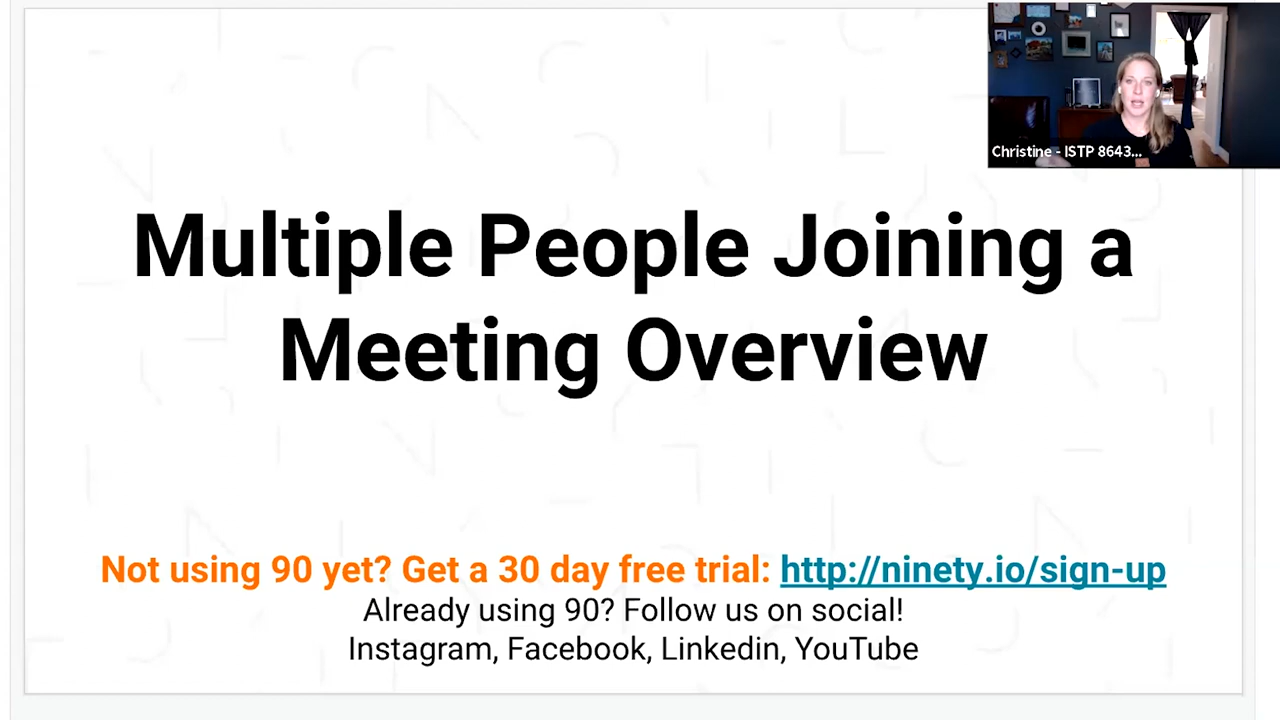 Christine - ISTP 8643...
Multiple People Joining a
Meeting Overview
Not using 90 yet? Get a 30 day free trial: http://ninety.io/sign-up
Already using 90? Follow us on social!
Instagram, Facebook, Linkedin, YouTube